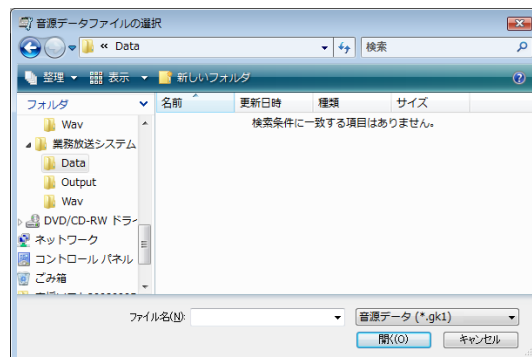 音源データファイルの選択
« Data
検索
整理 表示 新しいフォルダ
フォルダ
名前 更新日時 種類 サイズ
検索条件に一致する項目はありません。
Wav
業務放送システム
Data
Output
Wav
DVD/CD-RW ドラ
ネットワーク
コントロール パネル
ごみ箱
ファイル名(N):
音源データ (*.gk1)
開((O) キャンセル